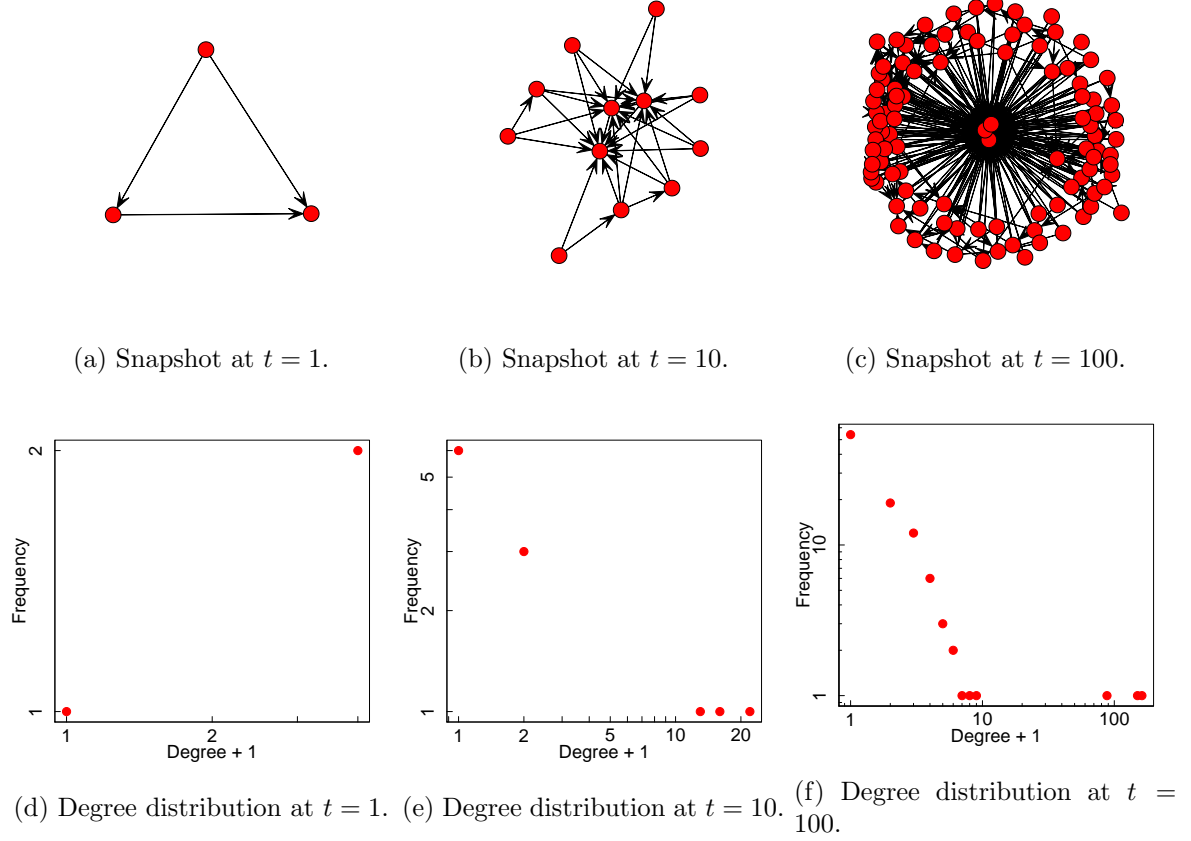 (a) Snapshot at t = 1.
(b) Snapshot at t = 10.
(c) Snapshot at t = 100.
Frequency
2
1
1
2
Degree + 1
Frequency
5
2
1
1
2
5
10
20
Degree + 1
Frequency
10
1
1
10
100
Degree + 1
(d) Degree distribution at t = 1.
(e) Degree distribution at t = 10.
(f) Degree distribution at t =
100.